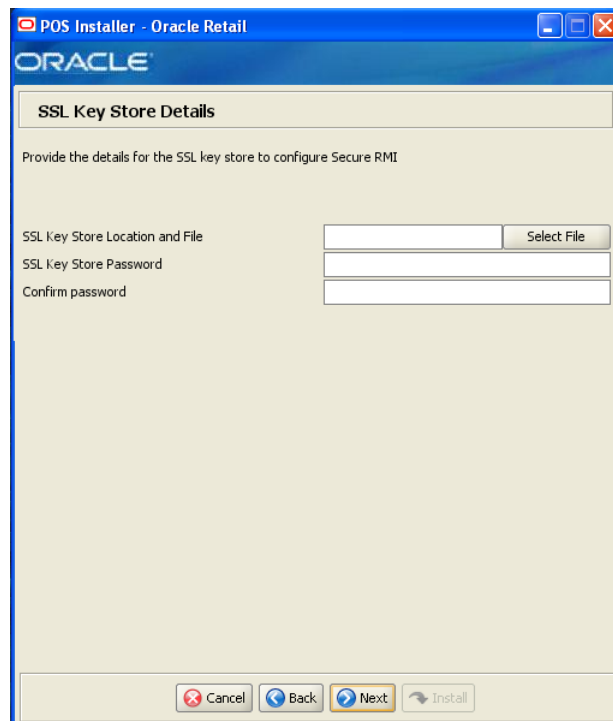 POS Installer - Oracle Retail
ORACLE
SSL Key Store Details
Provide the details for the SSL key store to configure Secure RMI
SSL Key Store Location and File
Select File
SSL Key Store Password
Confirm password
Cancel
Back
Next
Install